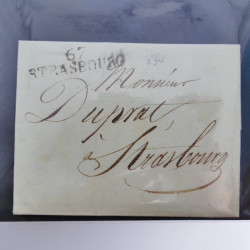 67
STRASBOURG
Monsieur
Duprat,
à Strasbourg